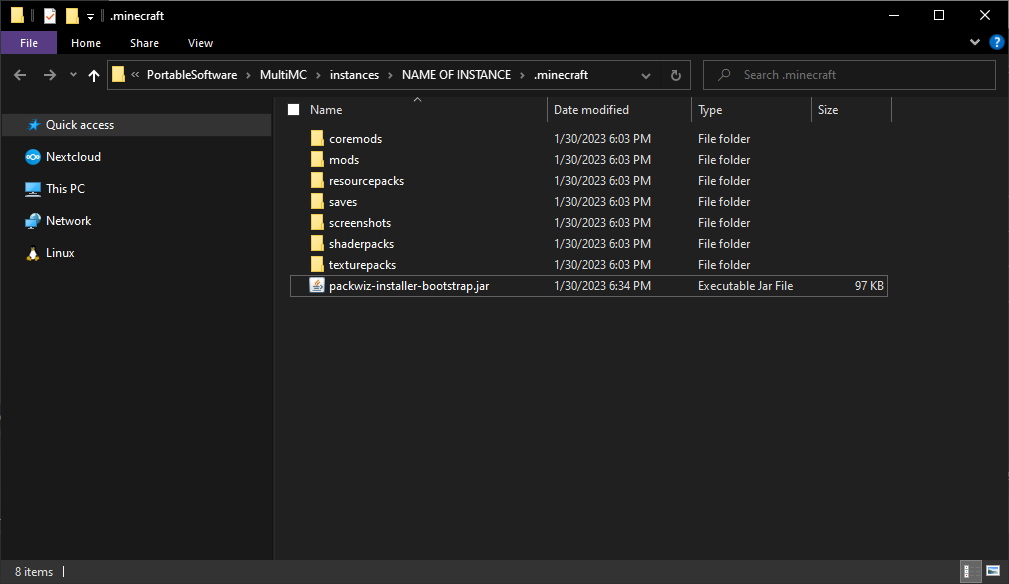 .minecraft
File Home Share View
?
« PortableSoftware > MultiMC > instances > NAME OF INSTANCE > .minecraft Search .minecraft
Name Date modified Type Size
Quick access
Nextcloud
This PC
Network
Linux
coremods 1/30/2023 6:03 PM File folder
mods 1/30/2023 6:03 PM File folder
resourcepacks 1/30/2023 6:03 PM File folder
saves 1/30/2023 6:03 PM File folder
screenshots 1/30/2023 6:03 PM File folder
shaderpacks 1/30/2023 6:03 PM File folder
texturepacks 1/30/2023 6:03 PM File folder
packwiz-installer-bootstrap.jar 1/30/2023 6:34 PM Executable Jar File 97 KB
8 items